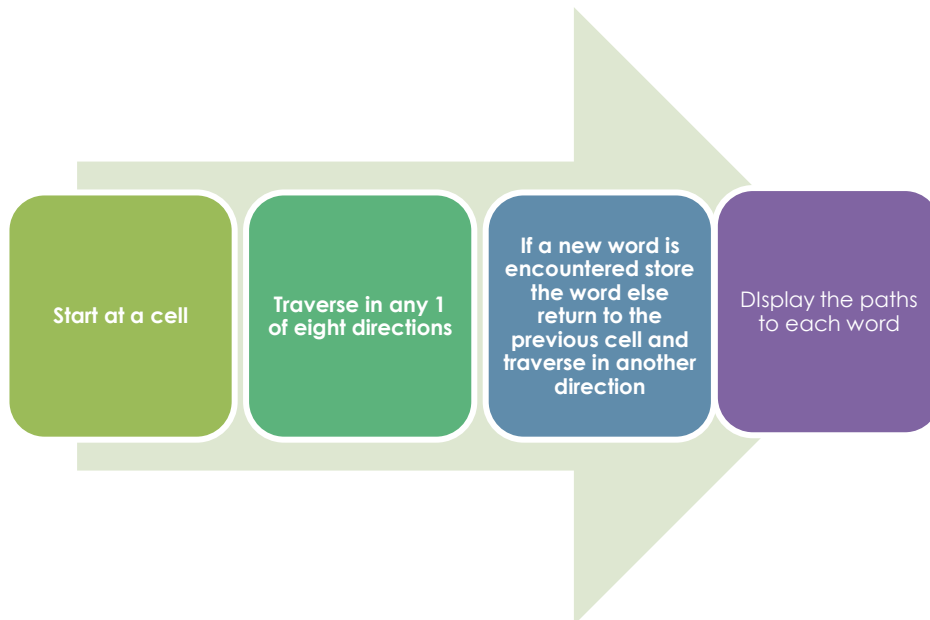 Start at a cell
Traverse in any 1
of eight directions
If a new word is
encountered store
the word else
return to the
previous cell and
traverse in another
direction
DIsplay the paths
to each word